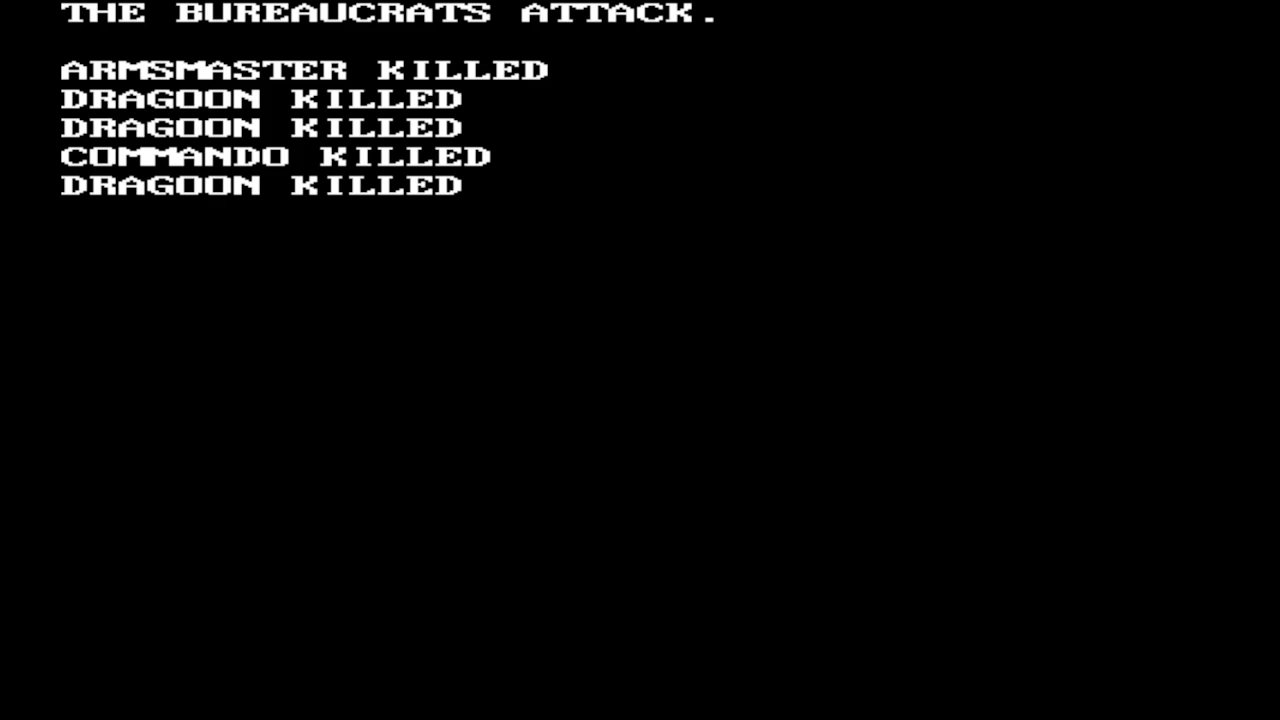 THE BUREAUCRATS ATTACK.
ARMSMASTER KILLED
DRAGOON KILLED
DRAGOON KILLED
COMMANDO KILLED
DRAGOON KILLED